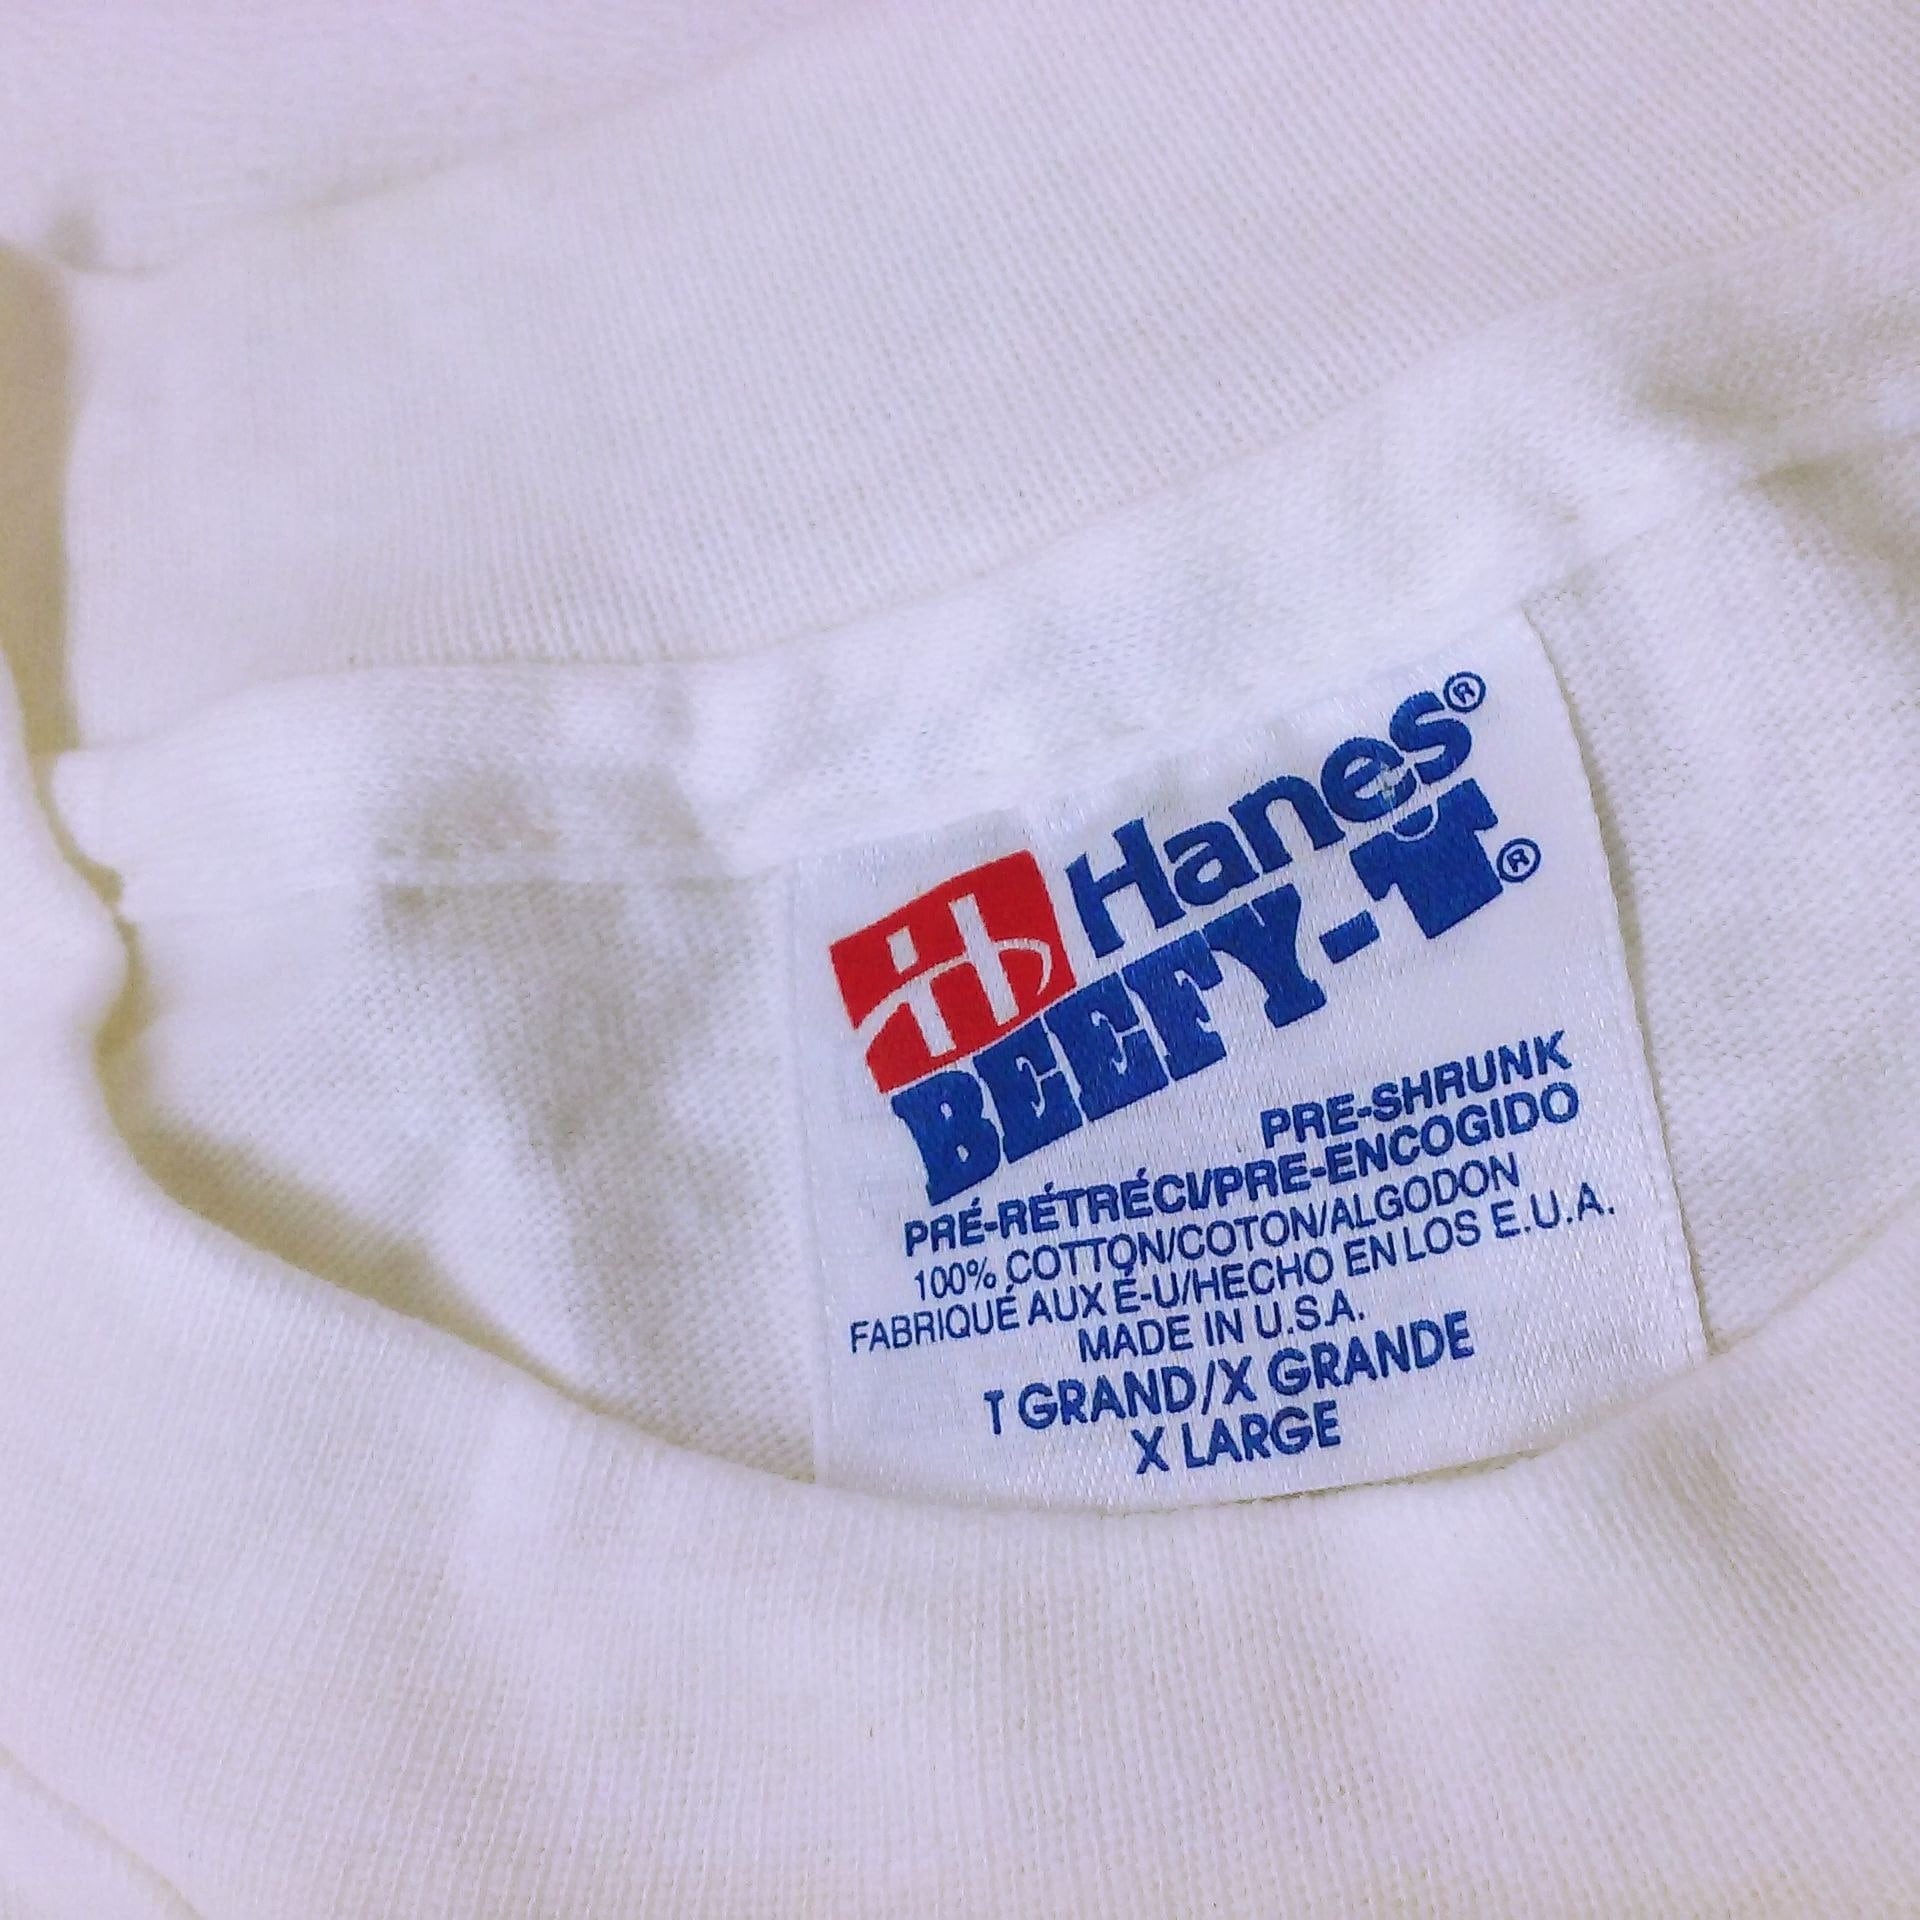 Hanes®
BEEFY-T®
PRE-SHRUNK
PRÉ-RÉTRÉCI/PRE-ENCOGIDO
100% COTTON/COTON/ALGODON
FABRIQUÉ AUX É-U/HECHO EN LOS E.U.A.
MADE IN U.S.A.
T GRAND/X GRANDE
X LARGE